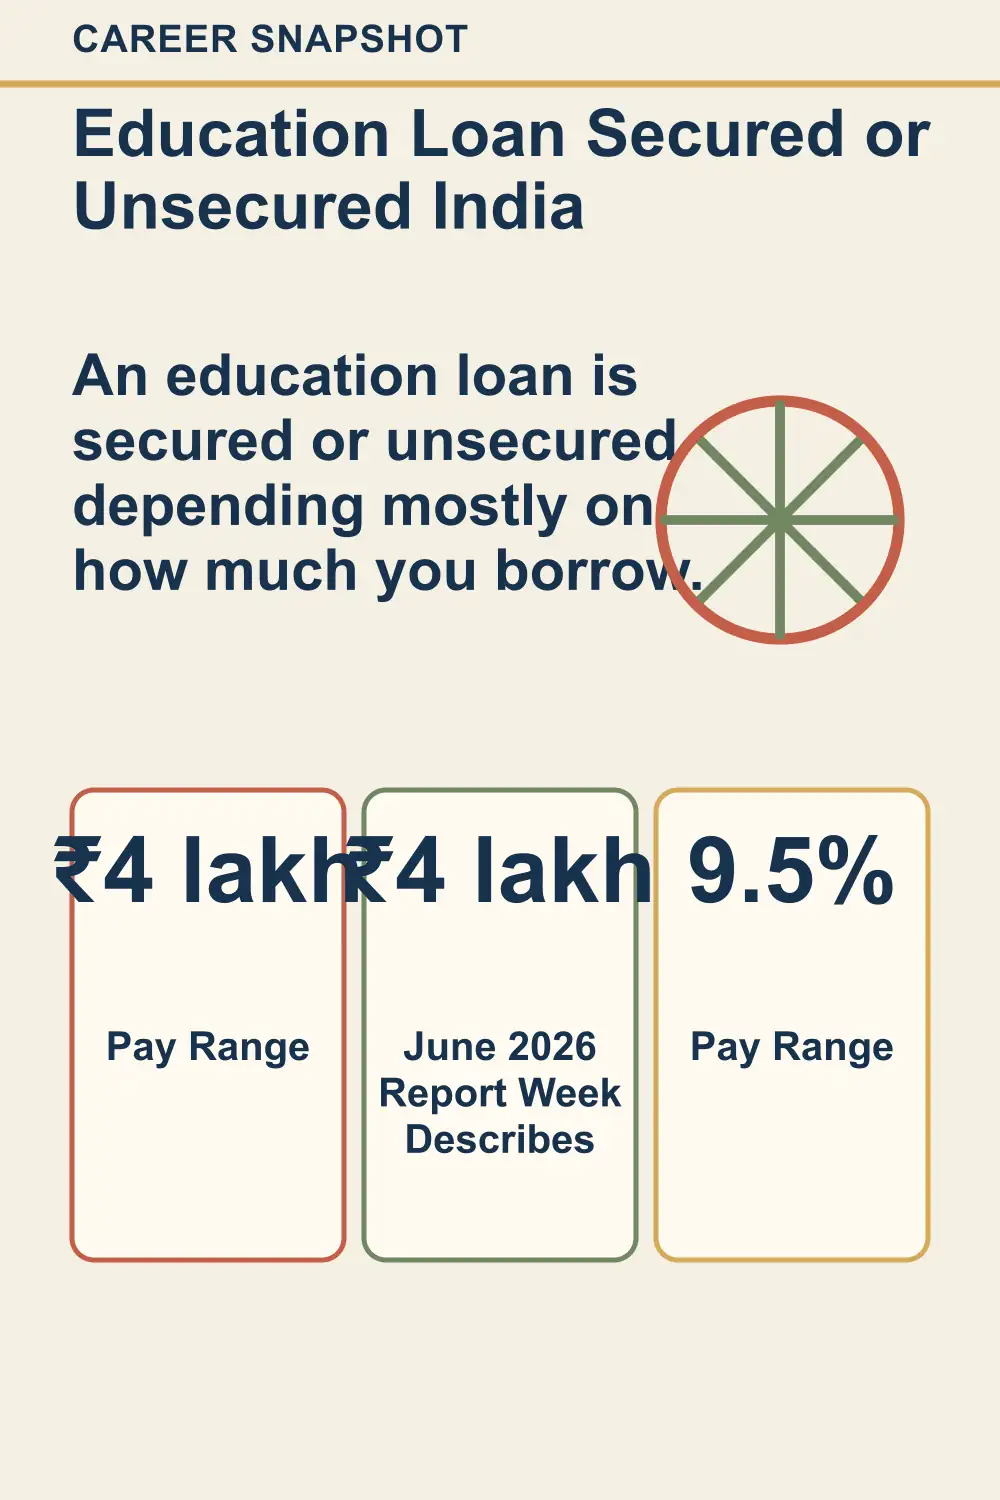 CAREER SNAPSHOT
Education Loan Secured or
Unsecured India
An education loan is
secured or unsecured
depending mostly on
how much you borrow.
₹4 lakh
₹4 lakh
9.5%
Pay Range
June 2026
Report Week
Describes
Pay Range